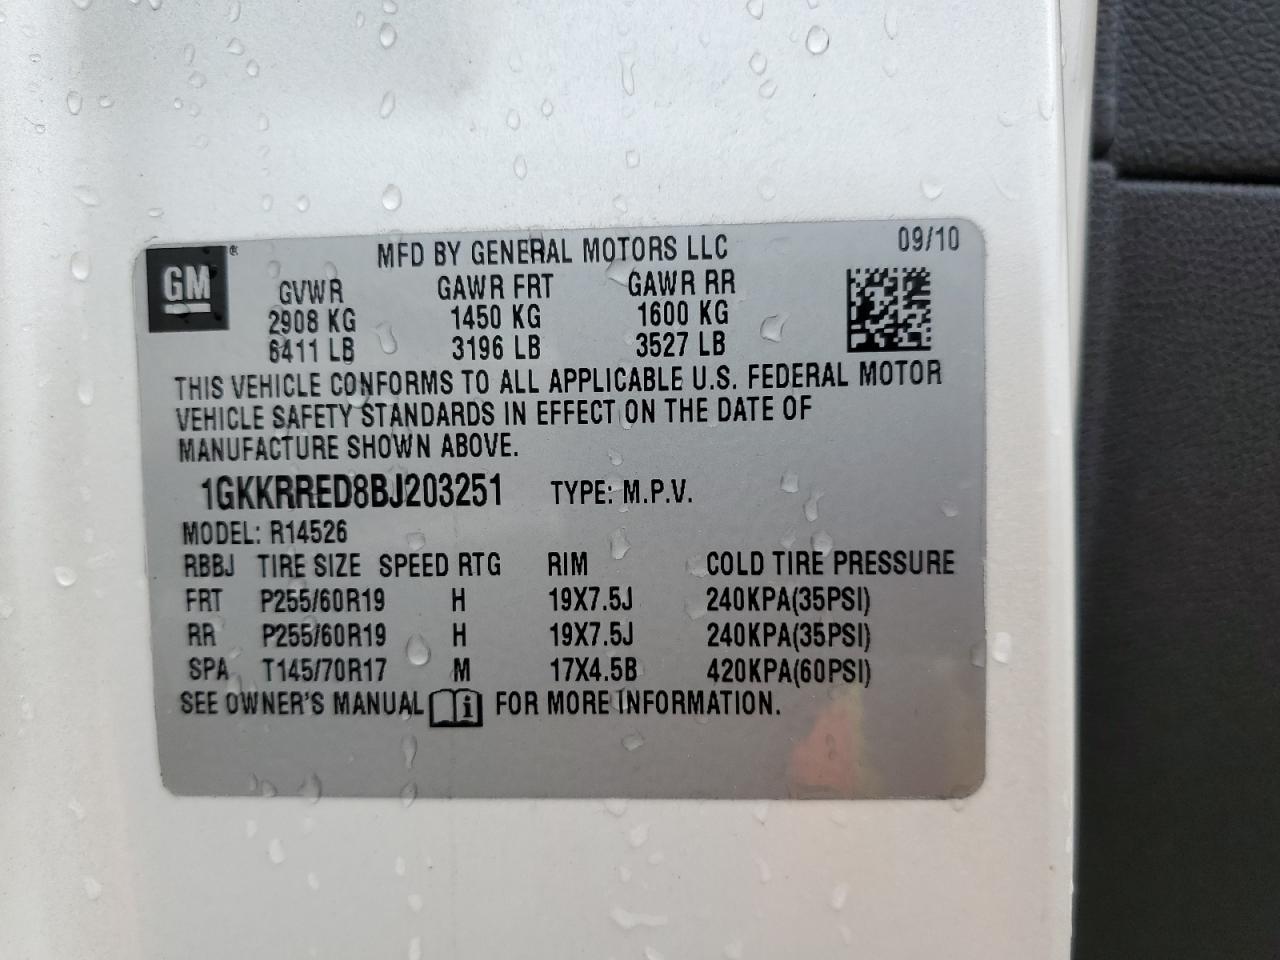 GM ® MFD BY GENERAL MOTORS LLC 09/10
GVWR GAWR FRT GAWR RR
2908 KG 1450 KG 1600 KG
6411 LB 3196 LB 3527 LB
THIS VEHICLE CONFORMS TO ALL APPLICABLE U.S. FEDERAL MOTOR
VEHICLE SAFETY STANDARDS IN EFFECT ON THE DATE OF
MANUFACTURE SHOWN ABOVE.
1GKKRRED8BJ203251 TYPE: M.P.V.
MODEL: R14526
RBBJ TIRE SIZE SPEED RTG RIM COLD TIRE PRESSURE
FRT P255/60R19 H 19X7.5J 240KPA(35PSI)
RR P255/60R19 H 19X7.5J 240KPA(35PSI)
SPA T145/70R17 M 17X4.5B 420KPA(60PSI)
SEE OWNER'S MANUAL i FOR MORE INFORMATION.